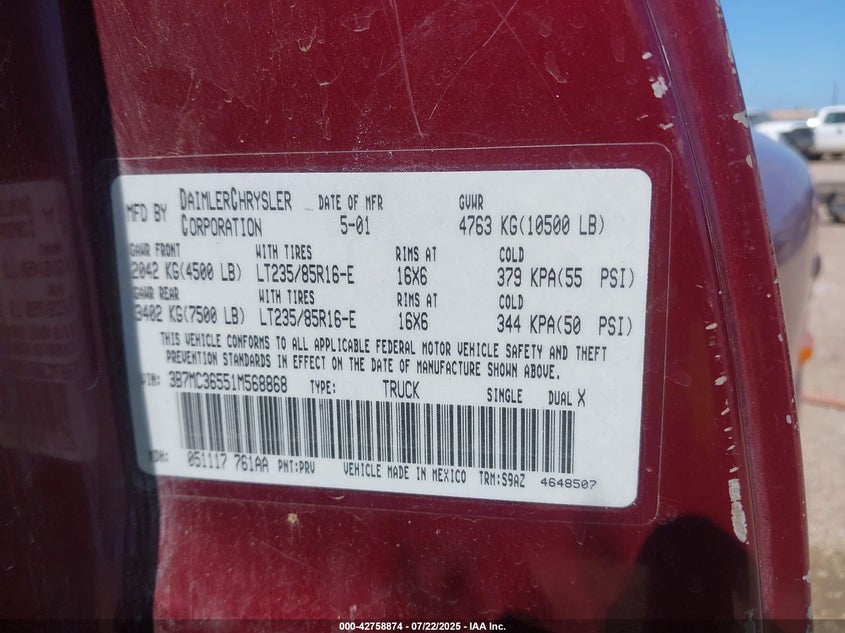 MFD BY DAIMLERCHRYSLER CORPORATION DATE OF MFR 5-01 GVWR 4763 KG(10500 LB)
GAWR FRONT WITH TIRES RIMS AT COLD
2042 KG(4500 LB) LT235/85R16-E 16X6 379 KPA(55 PSI)
GAWR REAR WITH TIRES RIMS AT COLD
3402 KG(7500 LB) LT235/85R16-E 16X6 344 KPA(50 PSI)
THIS VEHICLE CONFORMS TO ALL APPLICABLE FEDERAL MOTOR VEHICLE SAFETY AND THEFT
PREVENTION STANDARDS IN EFFECT ON THE DATE OF MANUFACTURE SHOWN ABOVE.
VIN: 3B7MC36551M568868 TYPE: TRUCK SINGLE DUAL X
MDH: 051117 761AA PNT:PRV VEHICLE MADE IN MEXICO TRM:S9AZ 4648507
000-42758874 / 07/22/2025 - IAA Inc.